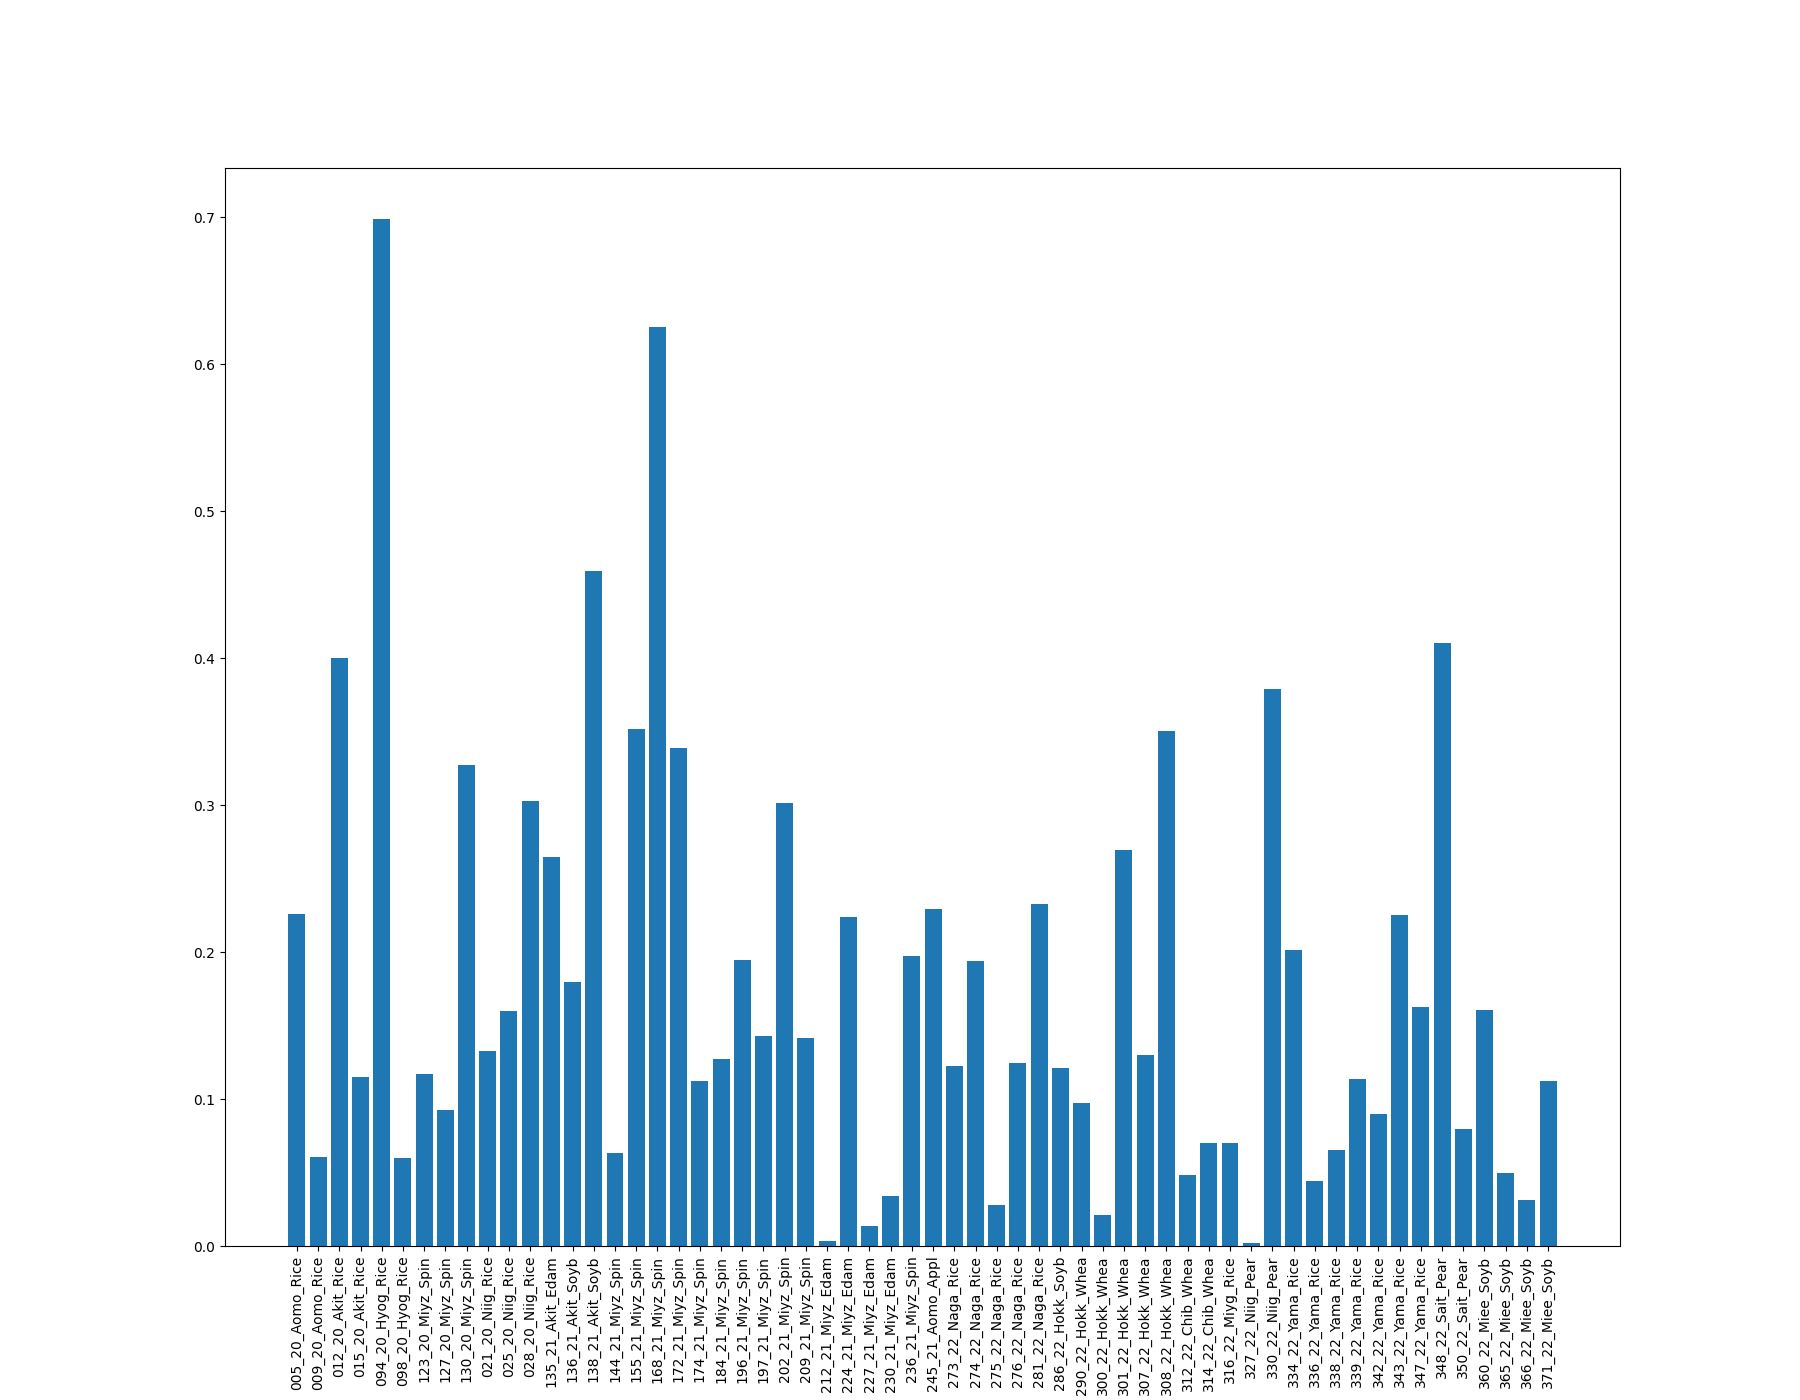 0.7
0.6
0.5
0.4
0.3
0.2
0.1
0.0
005_20_Aomo_Rice
009_20_Aomo_Rice
012_20_Akit_Rice
015_20_Akit_Rice
094_20_Hyog_Rice
098_20_Hyog_Rice
123_20_Miyz_Spin
127_20_Miyz_Spin
130_20_Miyz_Spin
021_20_Niig_Rice
025_20_Niig_Rice
028_20_Niig_Rice
135_21_Akit_Edam
136_21_Akit_Soyb
138_21_Akit_Soyb
144_21_Miyz_Spin
155_21_Miyz_Spin
168_21_Miyz_Spin
172_21_Miyz_Spin
174_21_Miyz_Spin
184_21_Miyz_Spin
196_21_Miyz_Spin
197_21_Miyz_Spin
202_21_Miyz_Spin
209_21_Miyz_Spin
212_21_Miyz_Edam
224_21_Miyz_Edam
227_21_Miyz_Edam
230_21_Miyz_Edam
236_21_Miyz_Spin
245_21_Aomo_Appl
273_22_Naga_Rice
274_22_Naga_Rice
275_22_Naga_Rice
276_22_Naga_Rice
281_22_Naga_Rice
286_22_Hokk_Soyb
290_22_Hokk_Whea
300_22_Hokk_Whea
301_22_Hokk_Whea
307_22_Hokk_Whea
308_22_Hokk_Whea
312_22_Chib_Whea
314_22_Chib_Whea
316_22_Miyg_Rice
327_22_Niig_Pear
330_22_Niig_Pear
334_22_Yama_Rice
336_22_Yama_Rice
338_22_Yama_Rice
339_22_Yama_Rice
342_22_Yama_Rice
343_22_Yama_Rice
347_22_Yama_Rice
348_22_Sait_Pear
350_22_Sait_Pear
360_22_Miee_Soyb
365_22_Miee_Soyb
366_22_Miee_Soyb
371_22_Miee_Soyb